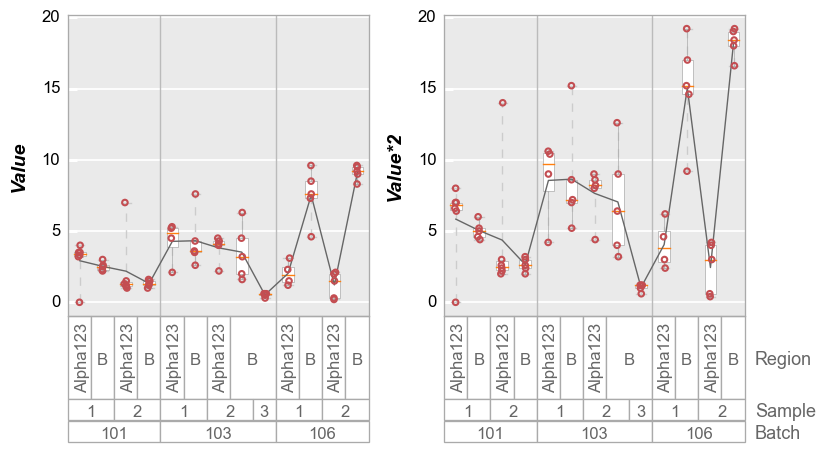 20
15
10
5
0
Value
Alpha123 B Alpha123 B Alpha123 B Alpha123 B Alpha123 B Alpha123 B
1 2 1 2 3 1 2
101 103 106
20
15
10
5
0
Value*2
Alpha123 B Alpha123 B Alpha123 B Alpha123 B Alpha123 B Alpha123 B Region
1 2 1 2 3 1 2 Sample
101 103 106 Batch